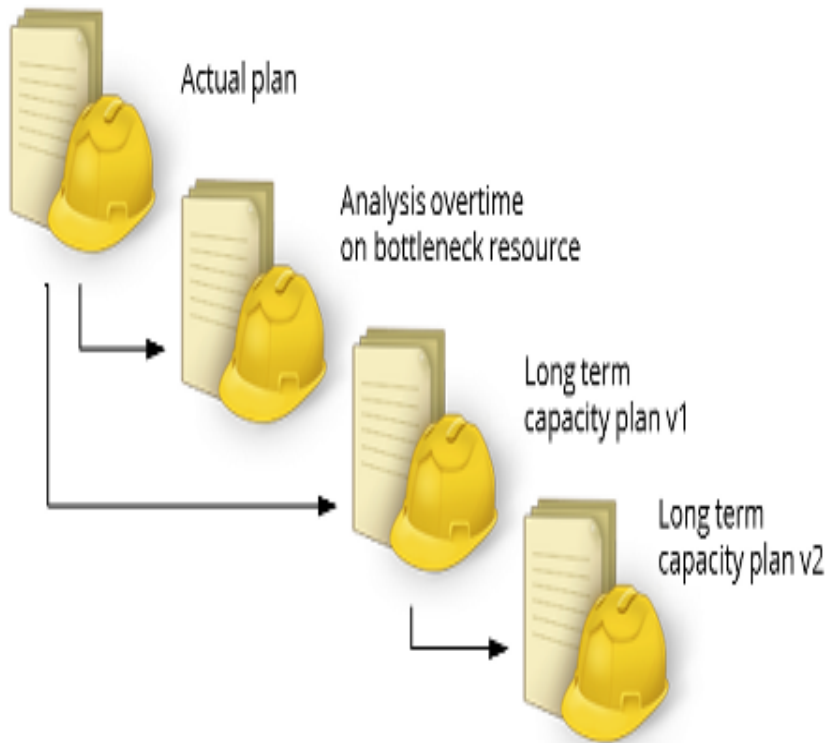 Actual plan
Analysis overtime
on bottleneck resource
Long term
capacity plan v1
Long term
capacity plan v2